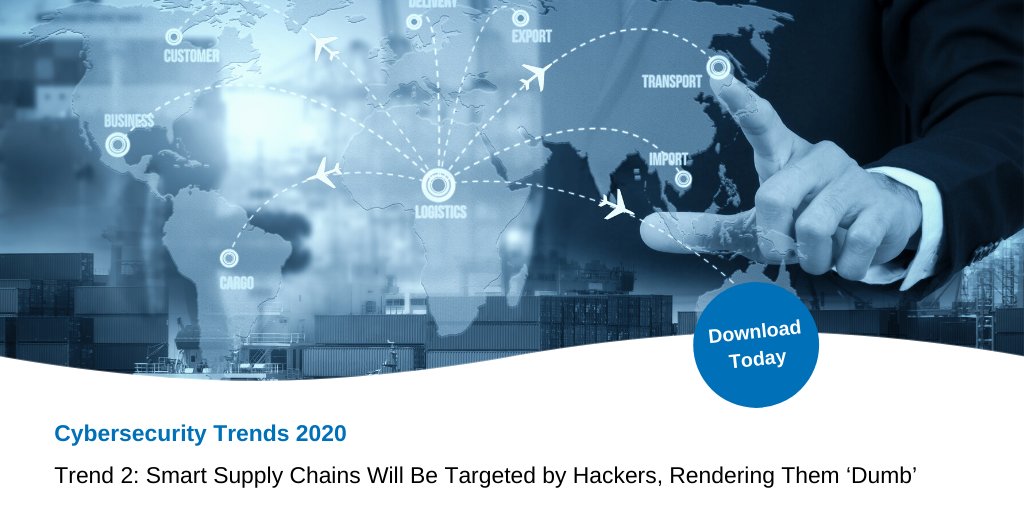 DELIVERY
EXPORT
CUSTOMER
TRANSPORT
BUSINESS
IMPORT
LOGISTICS
CARGO
Download
Today
Cybersecurity Trends 2020
Trend 2: Smart Supply Chains Will Be Targeted by Hackers, Rendering Them ‘Dumb’